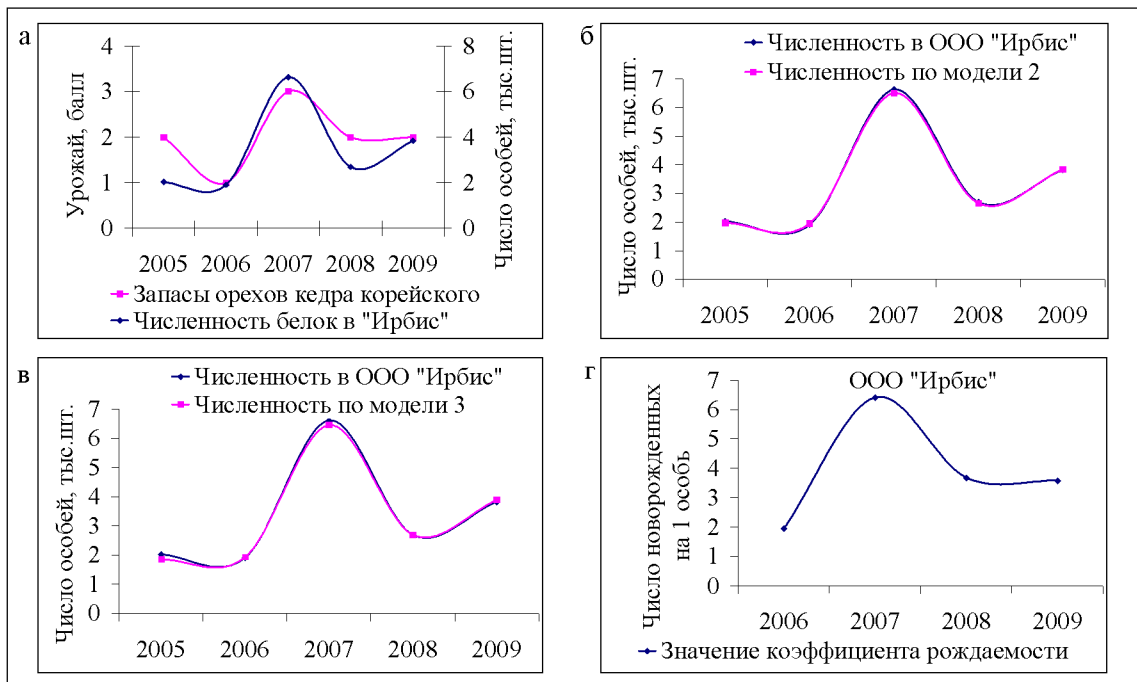 а
Урожай, балл
4
3
2
1
0
Число особей, тыс.шт.
8
6
4
2
0
2005 2006 2007 2008 2009
Запасы орехов кедра корейского
Численность белок в "Ирбис"
б
Численность в ООО "Ирбис"
Численность по модели 2
Число особей, тыс.шт.
7
6
5
4
3
2
1
0
2005 2006 2007 2008 2009
в
Численность в ООО "Ирбис"
Численность по модели 3
Число особей, тыс.шт.
7
6
5
4
3
2
1
0
2005 2006 2007 2008 2009
г
ООО "Ирбис"
Число новорожденных
на 1 особь
7
6
5
4
3
2
1
0
2006 2007 2008 2009
Значение коэффициента рождаемости